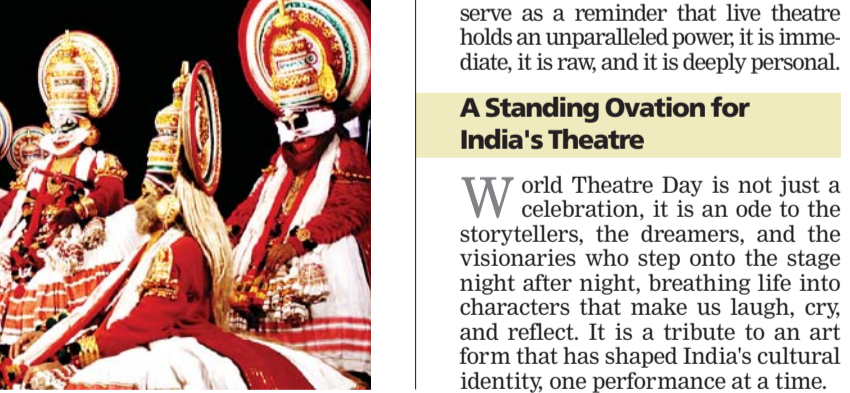 serve as a reminder that live theatre
holds an unparalleled power, it is imme-
diate, it is raw, and it is deeply personal.
A Standing Ovation for
India's Theatre
World Theatre Day is not just a
celebration, it is an ode to the
storytellers, the dreamers, and the
visionaries who step onto the stage
night after night, breathing life into
characters that make us laugh, cry,
and reflect. It is a tribute to an art
form that has shaped India's cultural
identity, one performance at a time.